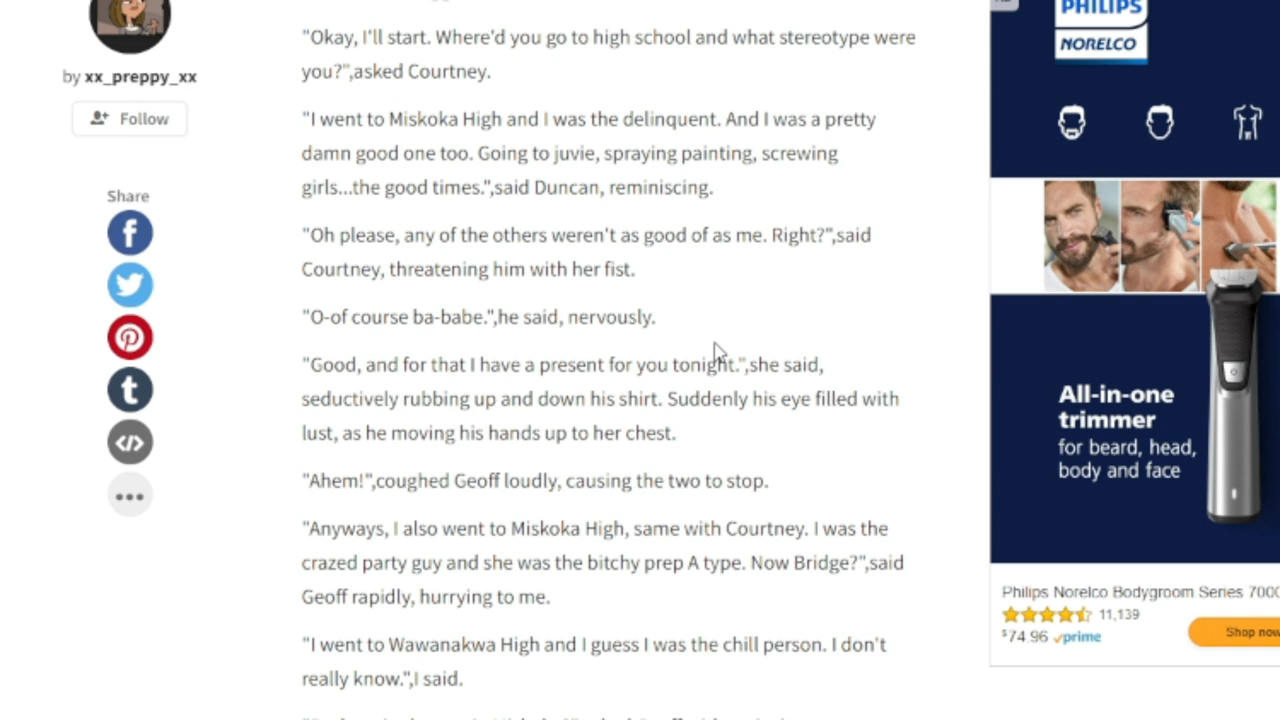 by xx_preppy_xx
Follow
Share
"Okay, I'll start. Where'd you go to high school and what stereotype were
you?",asked Courtney.
"I went to Miskoka High and I was the delinquent. And I was a pretty
damn good one too. Going to juvie, spraying painting, screwing
girls...the good times.",said Duncan, reminiscing.
"Oh please, any of the others weren't as good of as me. Right?",said
Courtney, threatening him with her fist.
"O-of course ba-babe.",he said, nervously.
"Good, and for that I have a present for you tonight.",she said,
seductively rubbing up and down his shirt. Suddenly his eye filled with
lust, as he moving his hands up to her chest.
"Ahem!",coughed Geoff loudly, causing the two to stop.
"Anyways, I also went to Miskoka High, same with Courtney. I was the
crazed party guy and she was the bitchy prep A type. Now Bridge?",said
Geoff rapidly, hurrying to me.
"I went to Wawanakwa High and I guess I was the chill person. I don't
really know.",I said.
PHILIPS
NORELCO
All-in-one
trimmer
for beard, head,
body and face
Philips Norelco Bodygroom Series 7000
11,139
$74.96 prime
Shop now